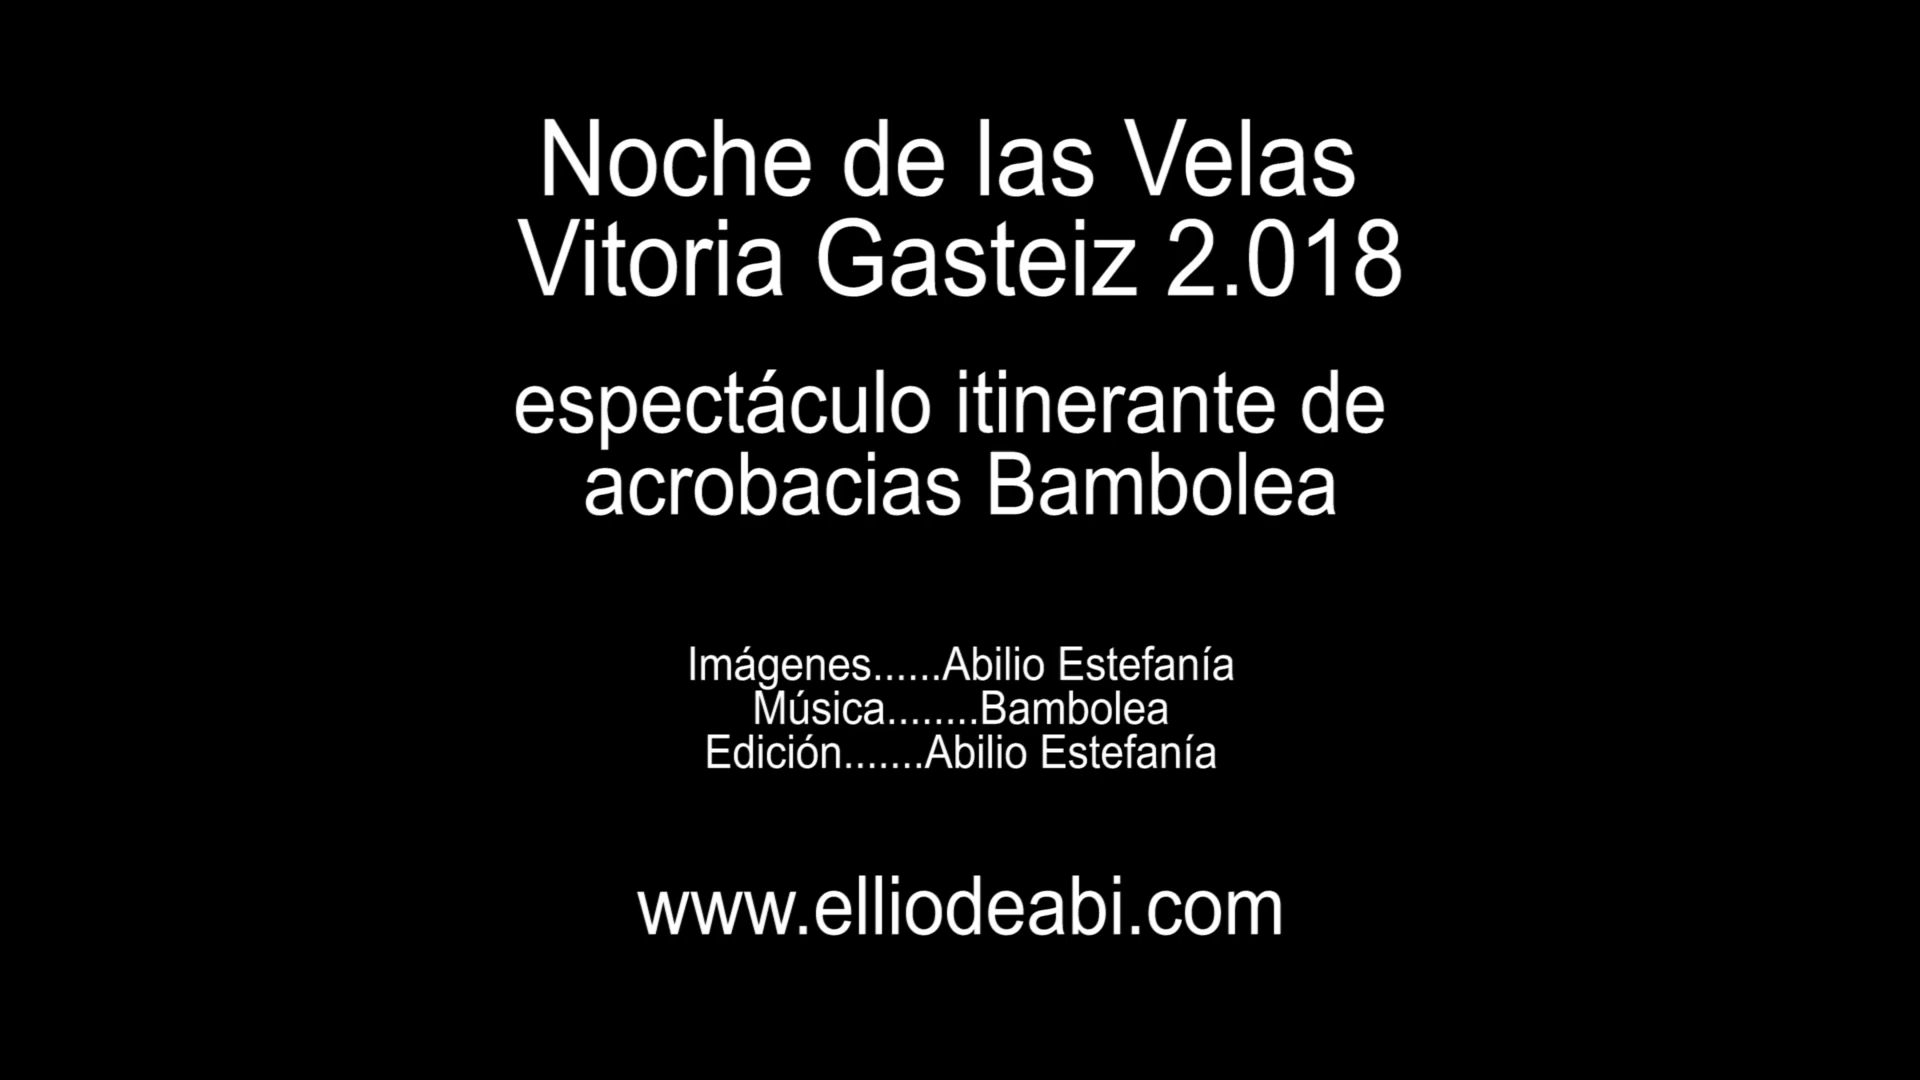 Noche de las Velas
Vitoria Gasteiz 2.018
espectáculo itinerante de
acrobacias Bambolea
Imágenes......Abilio Estefanía
Música........Bambolea
Edición.......Abilio Estefanía
www.elliodeabi.com